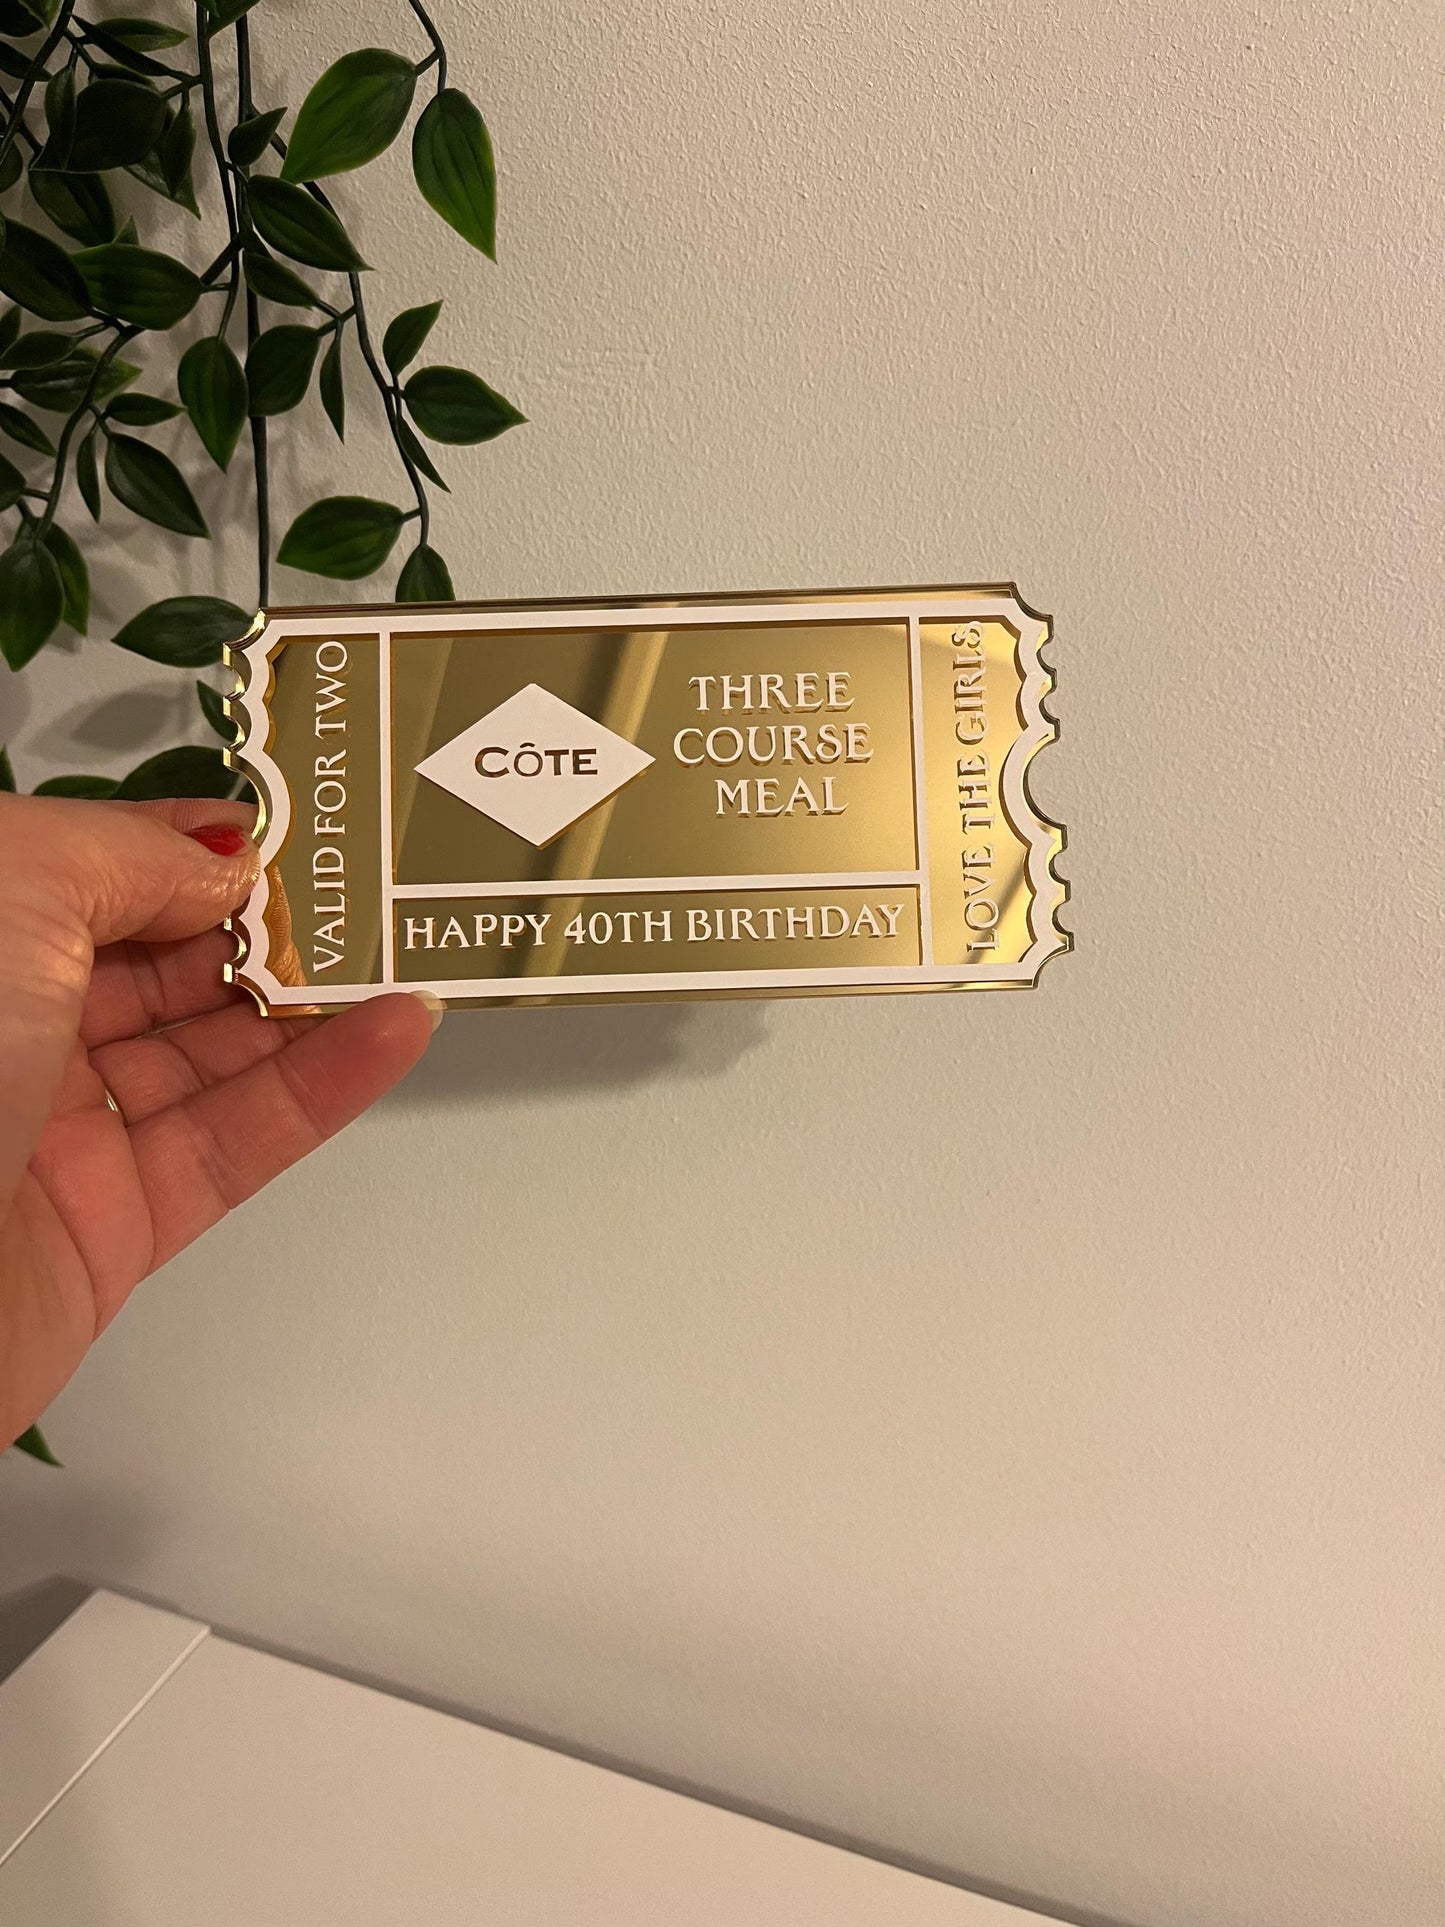 VALID FOR TWO
CÔTE
THREE
COURSE
MEAL
HAPPY 40TH BIRTHDAY
LOVE THE GIRLS